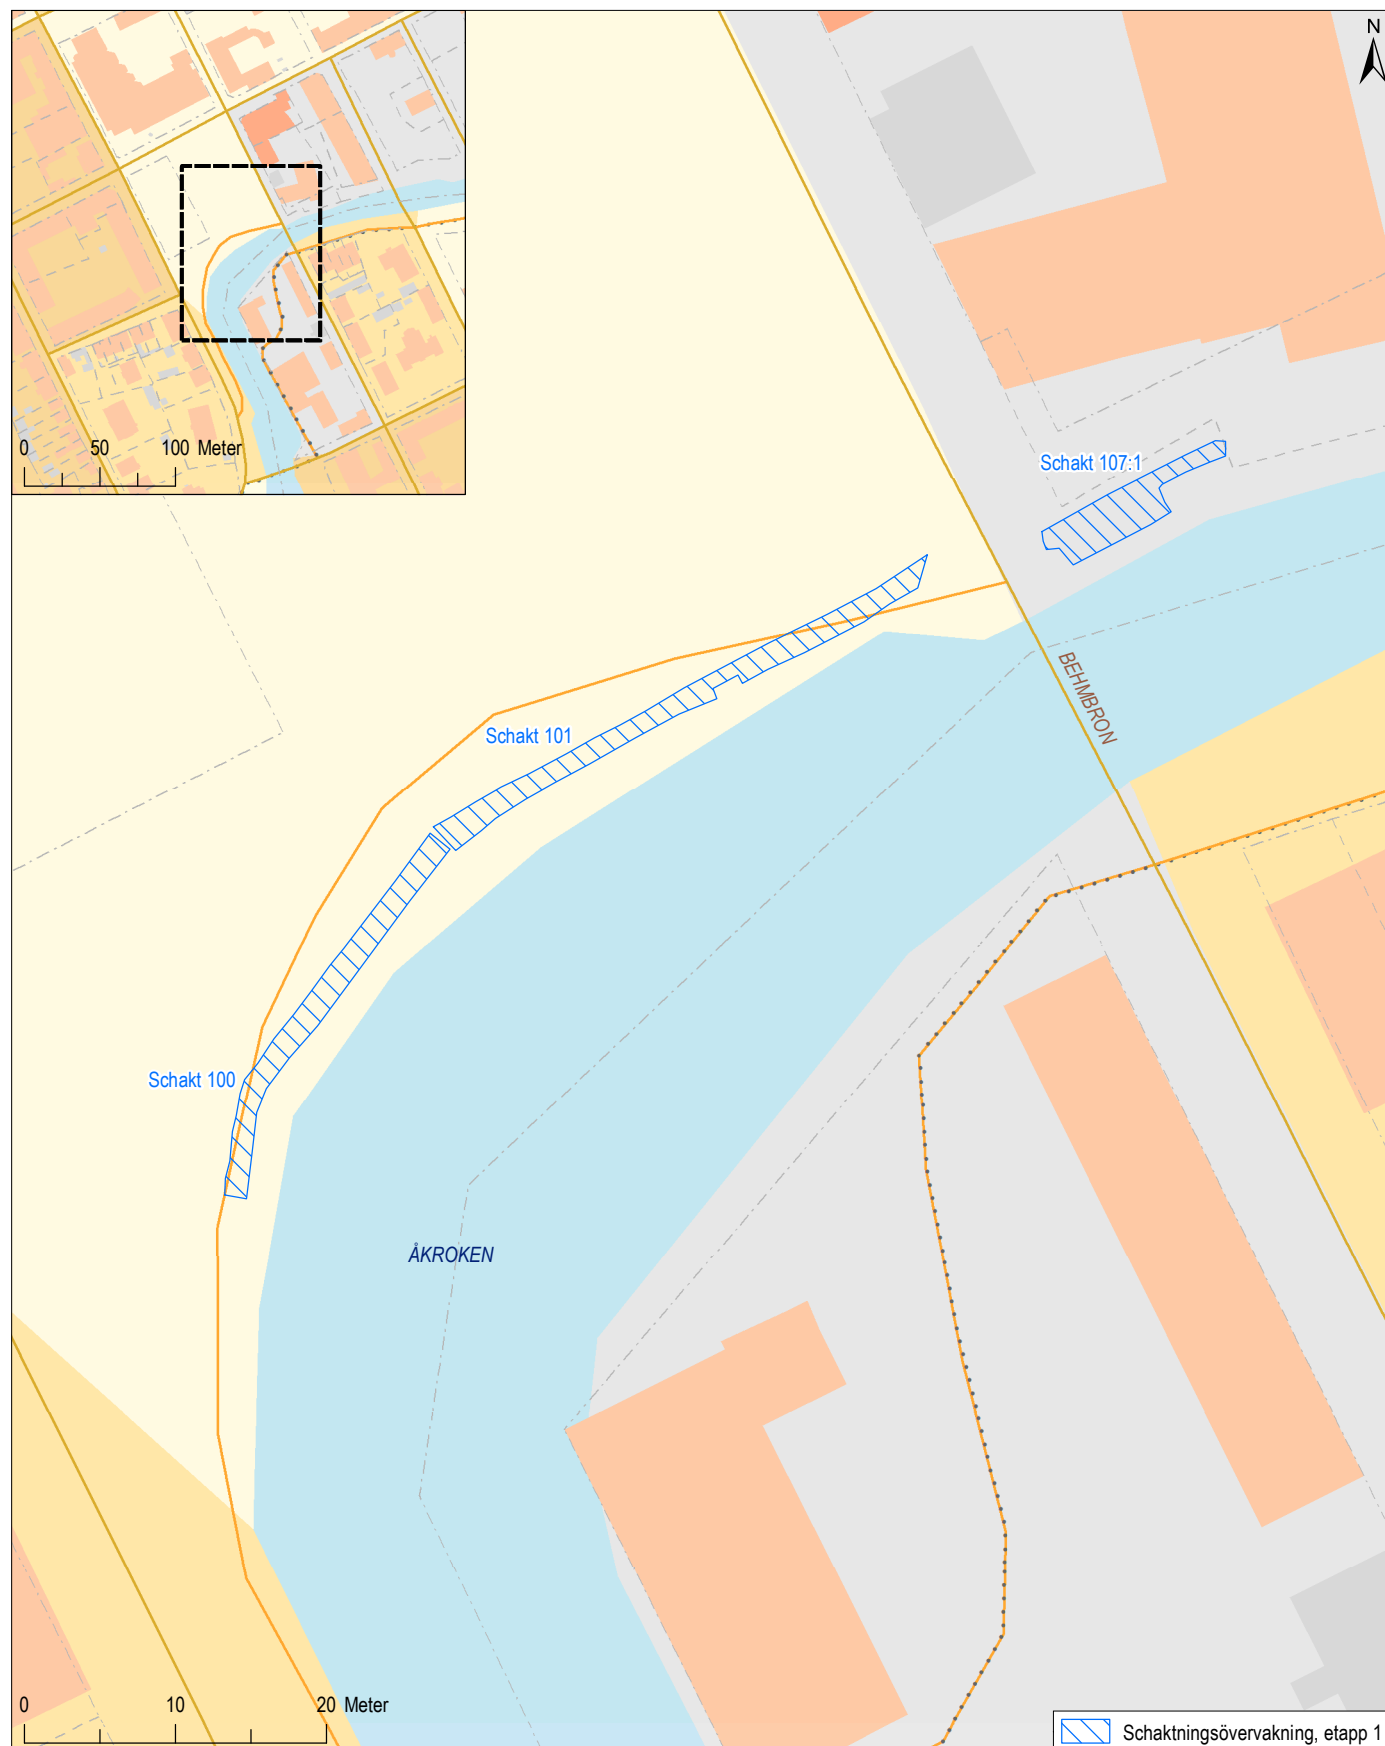 N
0 50 100 Meter
Schakt 107:1
BEHMBRON
Schakt 101
Schakt 100
ÅKROKEN
0 10 20 Meter
Schaktningsövervakning, etapp 1